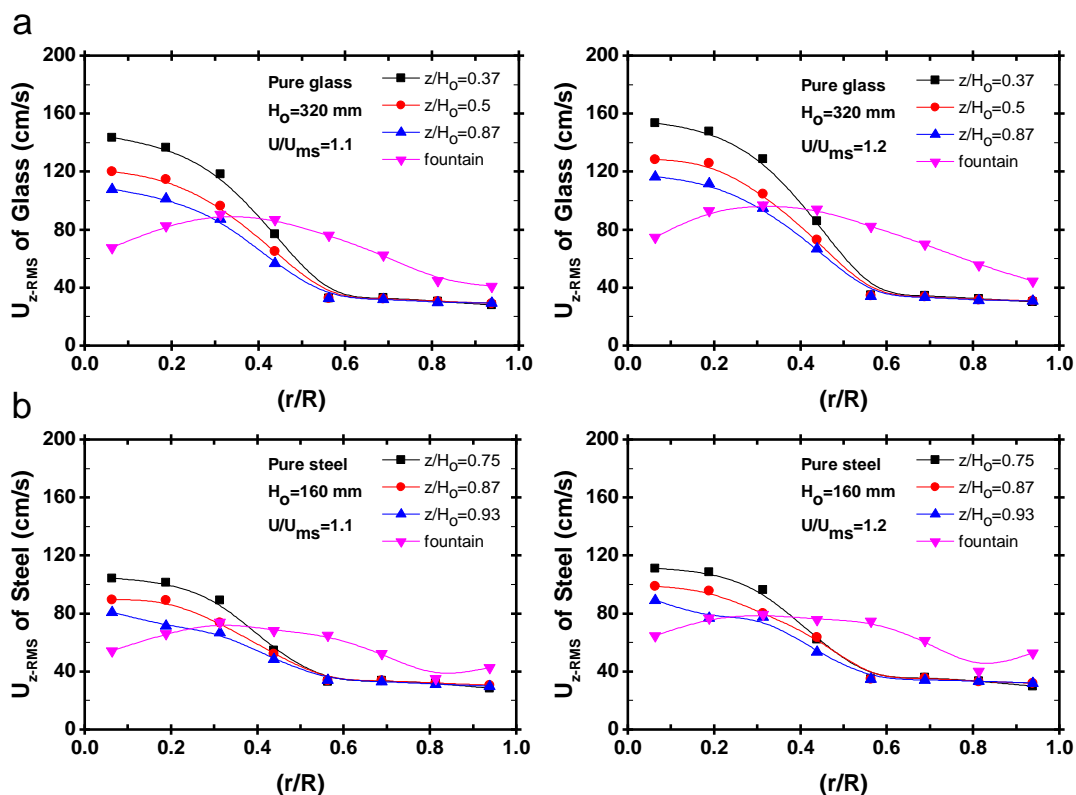 a
200
160
120
80
40
0
U z-RMS of Glass (cm/s)
Pure glass
Ho=320 mm
U/Ums=1.1
z/Ho=0.37
z/Ho=0.5
z/Ho=0.87
fountain
0.0 0.2 0.4 0.6 0.8 1.0
(r/R)
200
160
120
80
40
0
U z-RMS of Glass (cm/s)
Pure glass
Ho=320 mm
U/Ums=1.2
z/Ho=0.37
z/Ho=0.5
z/Ho=0.87
fountain
0.0 0.2 0.4 0.6 0.8 1.0
(r/R)
b
200
160
120
80
40
0
U z-RMS of Steel (cm/s)
Pure steel
Ho=160 mm
U/Ums=1.1
z/Ho=0.75
z/Ho=0.87
z/Ho=0.93
fountain
0.0 0.2 0.4 0.6 0.8 1.0
(r/R)
200
160
120
80
40
0
U z-RMS of Steel (cm/s)
Pure steel
Ho=160 mm
U/Ums=1.2
z/Ho=0.75
z/Ho=0.87
z/Ho=0.93
fountain
0.0 0.2 0.4 0.6 0.8 1.0
(r/R)